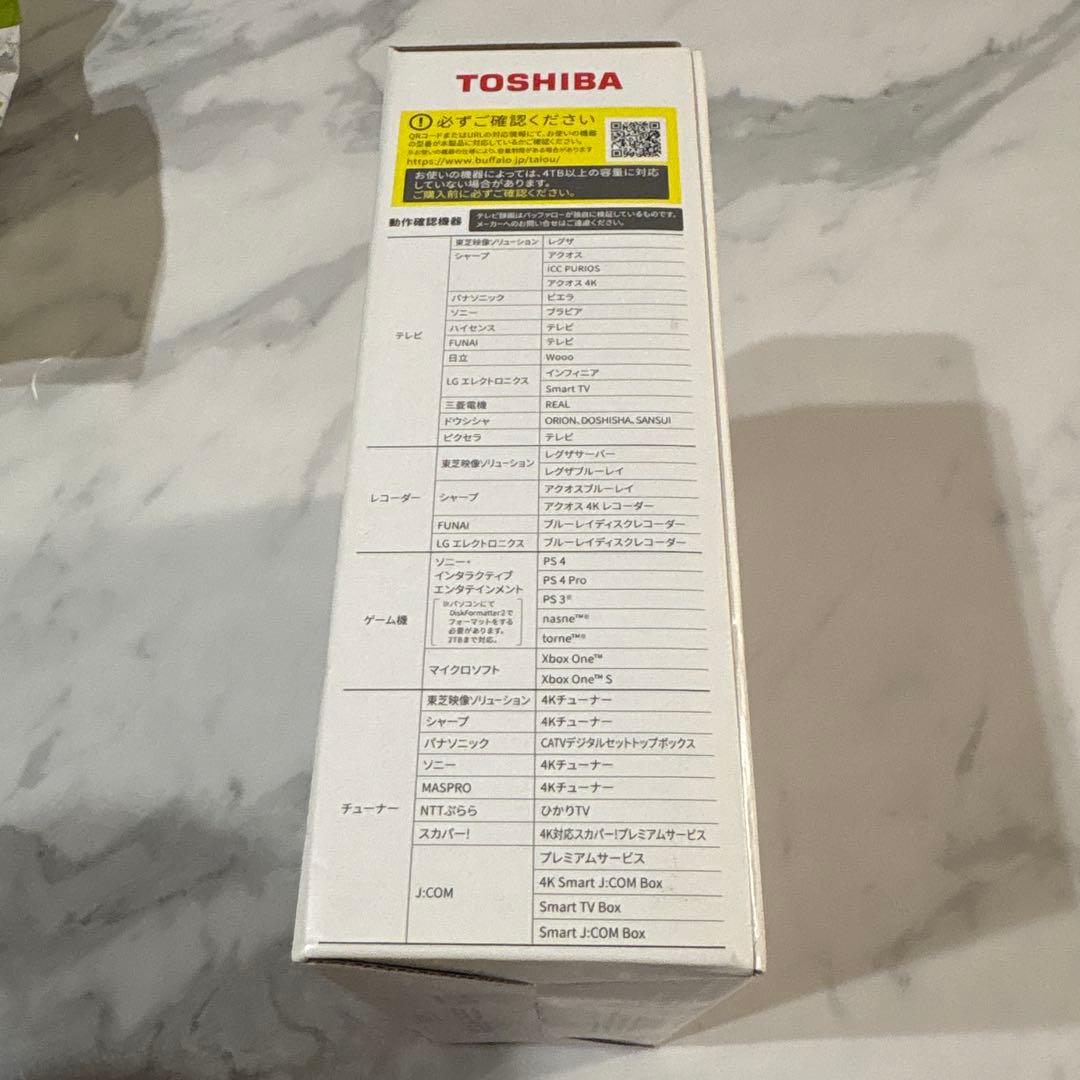 TOSHIBA
必ずご確認ください
QRコードまたはURLの対応情報にて、お使いの機器
の型番が本製品に対応しているかご確認ください。
※お使いの機器の仕様により、容量制限がある場合があります
https://www.buffalo.jp/taiou/
お使いの機器によっては、4TB以上の容量に対応
していない場合があります。
ご購入前に必ずご確認ください。
動作確認機器
テレビ録画はバッファローが独自に検証しているものです。
メーカーへのお問い合せはご遠慮ください。
テレビ
東芝映像ソリューション レグザ
シャープ アクオス
iCC PURIOS
アクオス 4K
パナソニック ビエラ
ソニー ブラビア
ハイセンス テレビ
FUNAI テレビ
日立 Wooo
LG エレクトロニクス インフィニア
Smart TV
三菱電機 REAL
ドウシシャ ORION、DOSHISHA、SANSUI
ピクセラ テレビ
レコーダー
東芝映像ソリューション レグザサーバー
レグザブルーレイ
シャープ アクオスブルーレイ
アクオス 4K レコーダー
FUNAI ブルーレイディスクレコーダー
LG エレクトロニクス ブルーレイディスクレコーダー
ゲーム機
ソニー・
インタラクティブ
エンタテインメント
※パソコンにて
DiskFormatter2で
フォーマットをする
必要があります。
2TBまで対応。
PS 4
PS 4 Pro
PS 3※
nasne™※
torne™※
マイクロソフト Xbox One™
Xbox One™ S
チューナー
東芝映像ソリューション 4Kチューナー
シャープ 4Kチューナー
パナソニック CATVデジタルセットトップボックス
ソニー 4Kチューナー
MASPRO 4Kチューナー
NTTぷらら ひかりTV
スカパー! 4K対応スカパー!プレミアムサービス
J:COM プレミアムサービス
4K Smart J:COM Box
Smart TV Box
Smart J:COM Box